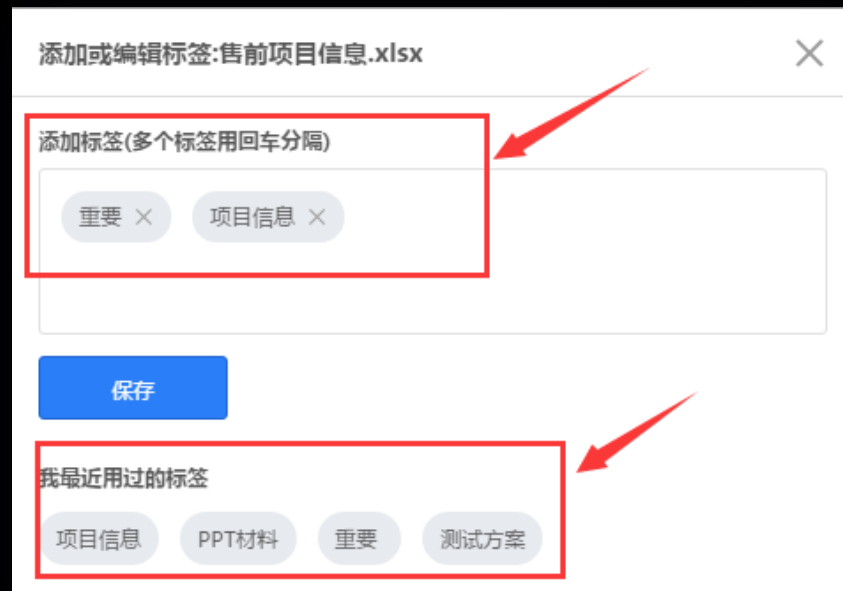 添加或编辑标签:售前项目信息.xlsx
添加标签(多个标签用回车分隔)
重要 项目信息
保存
我最近用过的标签
项目信息 PPT材料 重要 测试方案